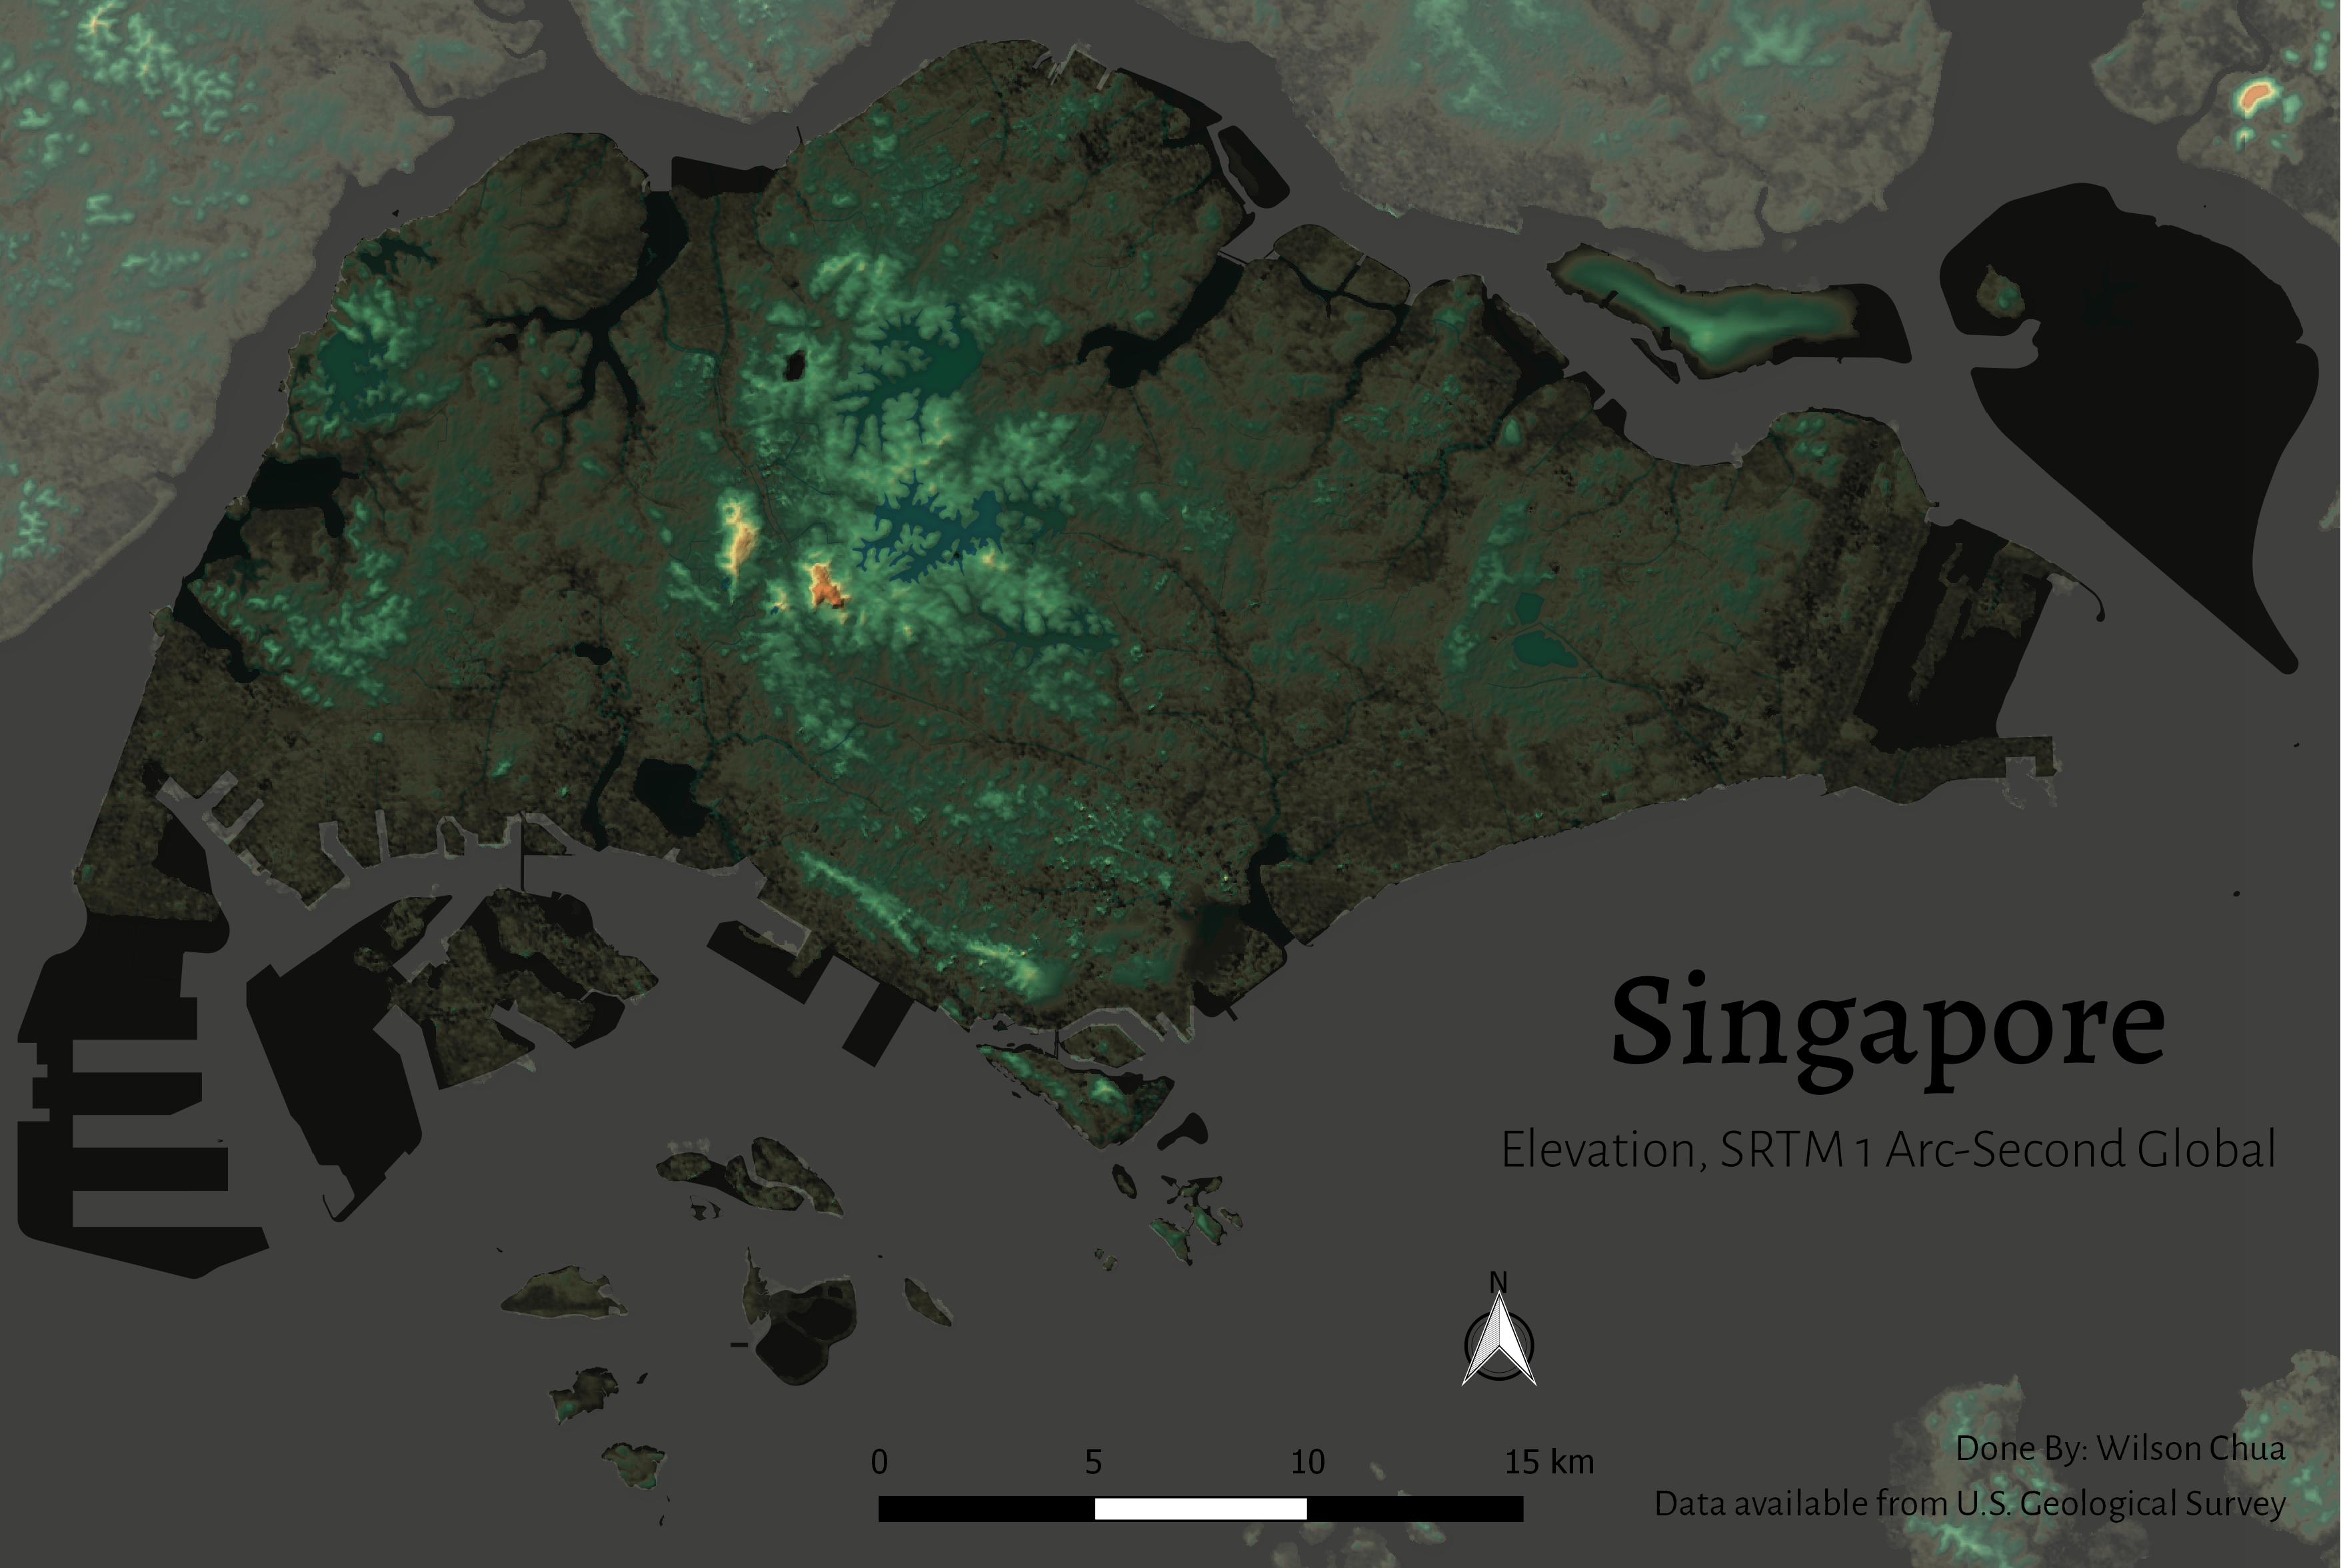 Singapore
Elevation, SRTM 1 Arc-Second Global
N
0 5 10 15 km
Done By: Wilson Chua
Data available from U.S. Geological Survey